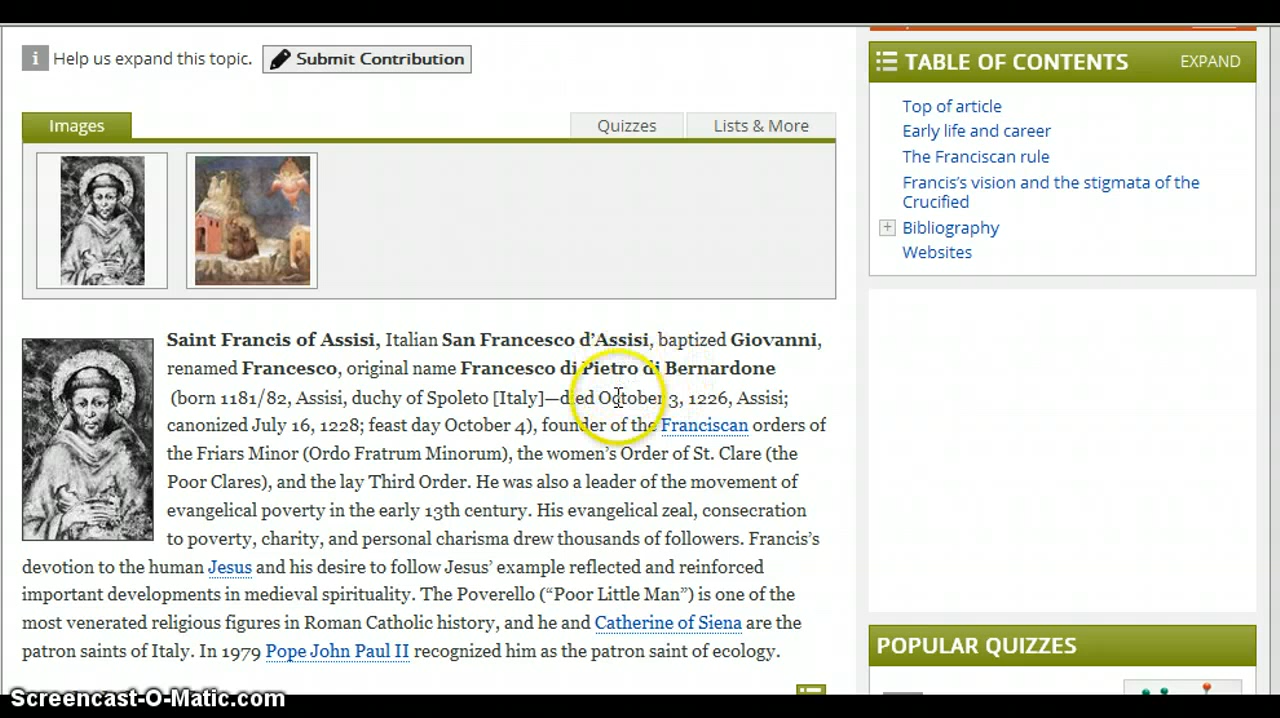 i Help us expand this topic. Submit Contribution
Images
Quizzes
Lists & More
Saint Francis of Assisi, Italian San Francesco d’Assisi, baptized Giovanni,
renamed Francesco, original name Francesco di Pietro di Bernardone
(born 1181/82, Assisi, duchy of Spoleto [Italy]—died October 3, 1226, Assisi;
canonized July 16, 1228; feast day October 4), founder of the Franciscan orders of
the Friars Minor (Ordo Fratrum Minorum), the women’s Order of St. Clare (the
Poor Clares), and the lay Third Order. He was also a leader of the movement of
evangelical poverty in the early 13th century. His evangelical zeal, consecration
to poverty, charity, and personal charisma drew thousands of followers. Francis’s
devotion to the human Jesus and his desire to follow Jesus’ example reflected and reinforced
important developments in medieval spirituality. The Poverello (“Poor Little Man”) is one of the
most venerated religious figures in Roman Catholic history, and he and Catherine of Siena are the
patron saints of Italy. In 1979 Pope John Paul II recognized him as the patron saint of ecology.
TABLE OF CONTENTS EXPAND
Top of article
Early life and career
The Franciscan rule
Francis’s vision and the stigmata of the
Crucified
+ Bibliography
Websites
POPULAR QUIZZES
Screencast-O-Matic.com